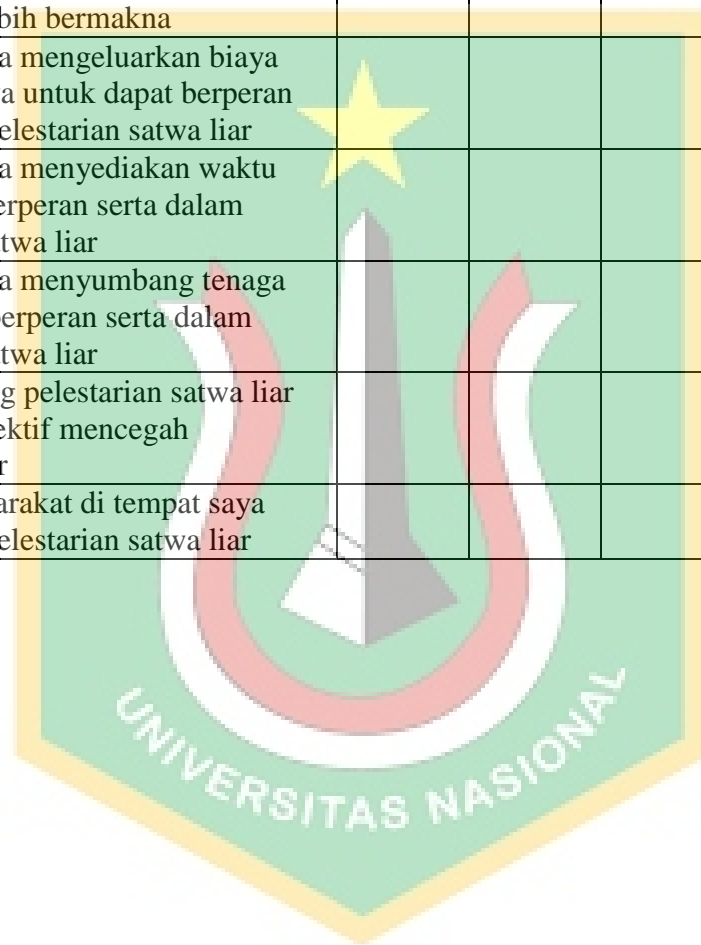 bih bermakna
a mengeluarkan biaya
a untuk dapat berperan
elestarian satwa liar
a menyediakan waktu
erperan serta dalam
twa liar
a menyumbang tenaga
berperan serta dalam
twa liar
g pelestarian satwa liar
ektif mencegah
r
arakat di tempat saya
elestarian satwa liar
UNIVERSITAS NASIONAL